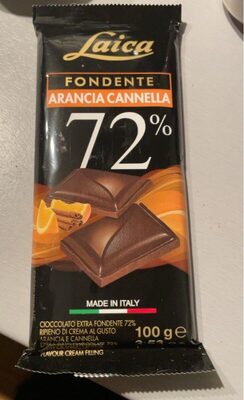 Laica
FONDENTE
ARANCIA CANNELLA
72%
MADE IN ITALY
CIOCCOLATO EXTRA FONDENTE 72%
RIPIENO DI CREMA AL GUSTO
ARANCIA E CANNELLA
100 g e
FLAVOUR CREAM FILLING